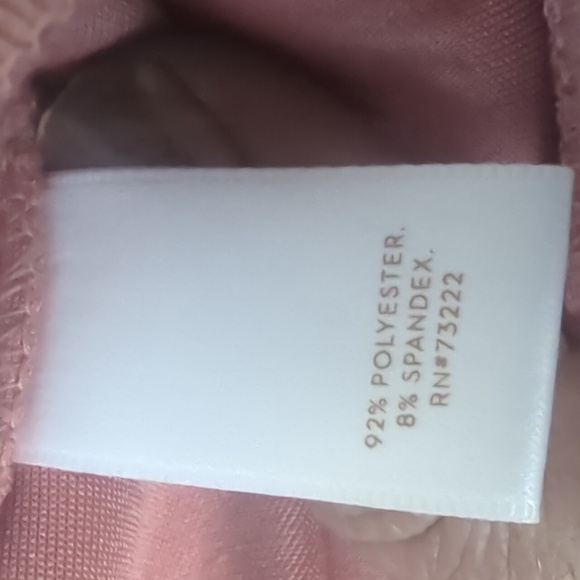 92% POLYESTER.
8% SPANDEX.
RN#73222